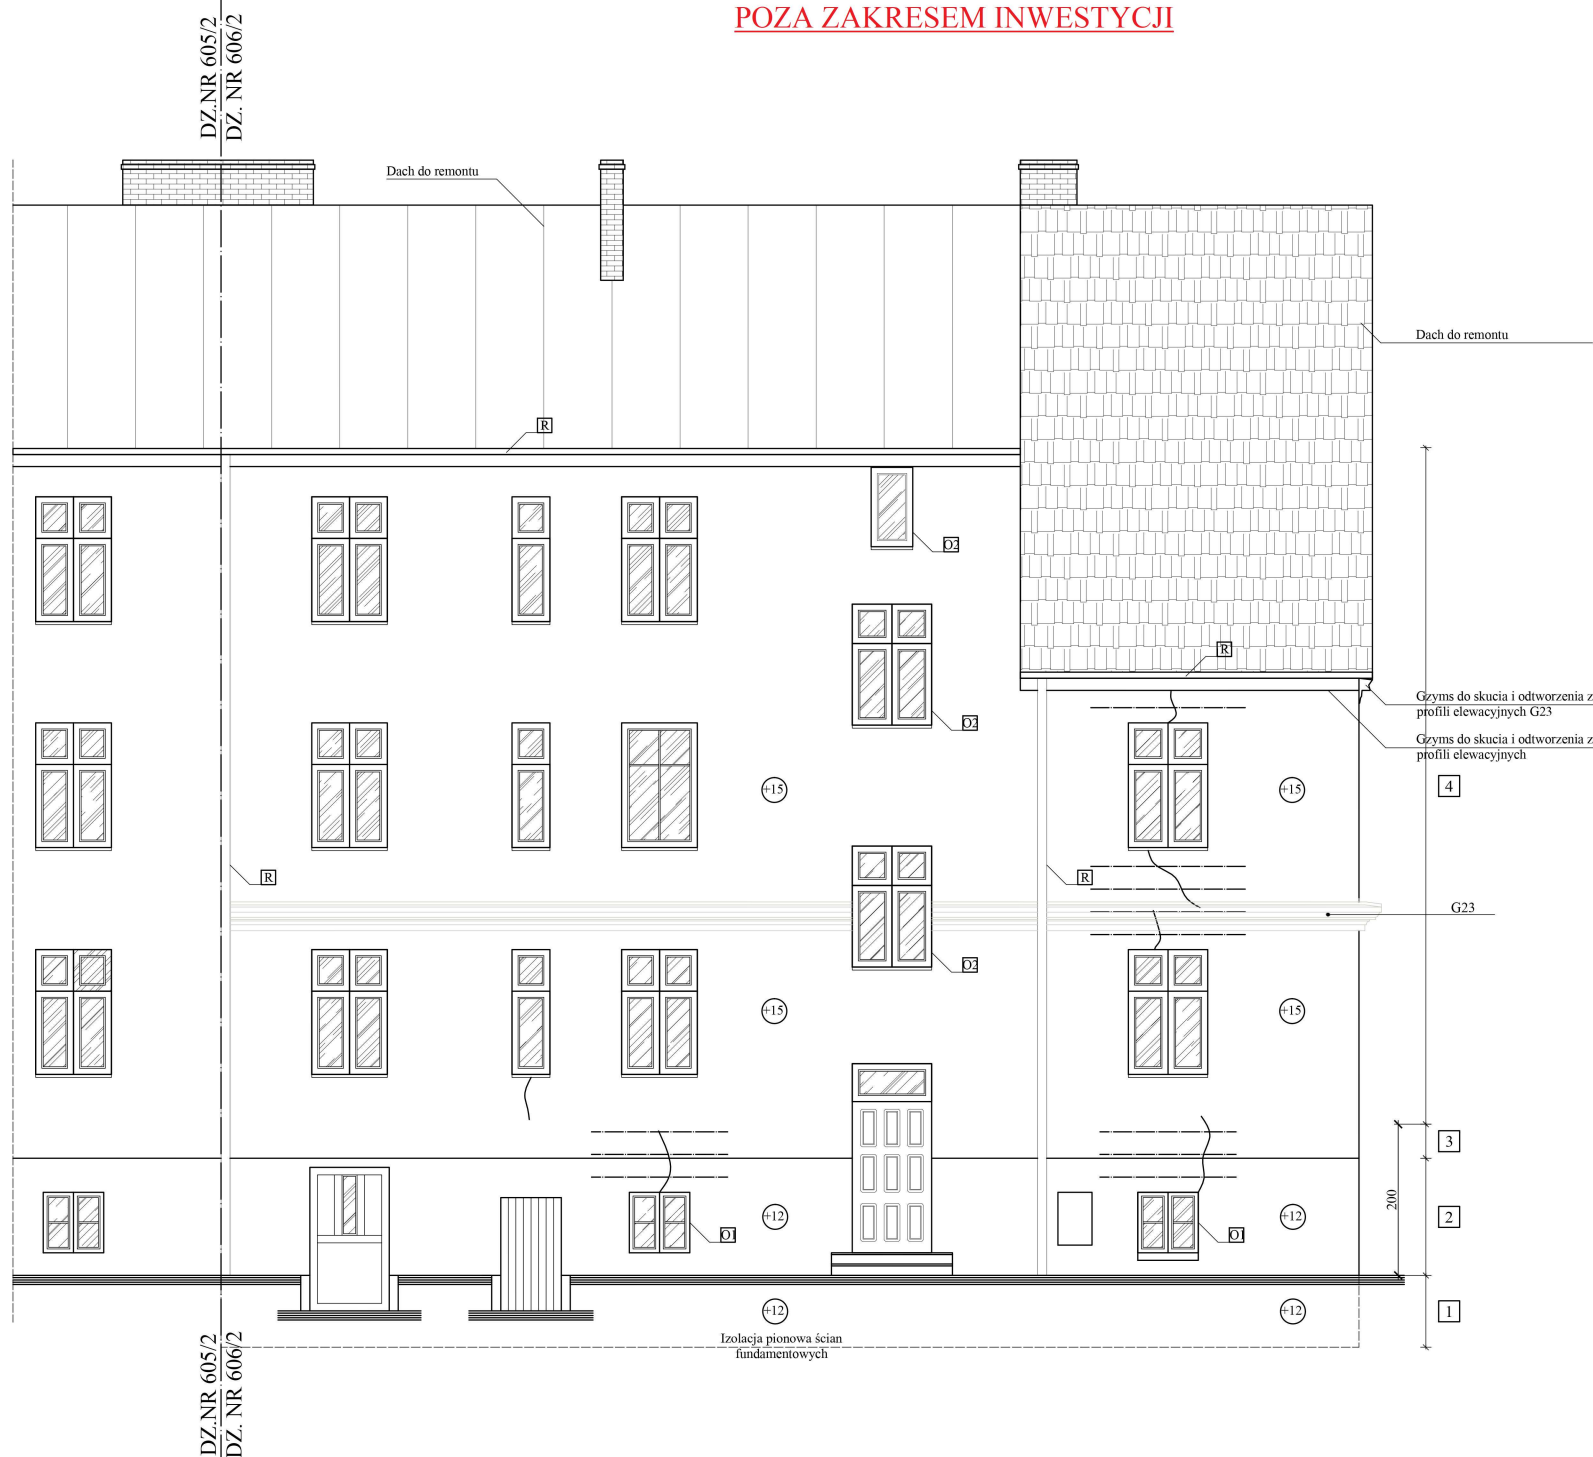 POZA ZAKRESEM INWESTYCJI
DZ.NR 605/2
DZ. NR 606/2
Dach do remontu
Dach do remontu
R
O2
R
Gzyms do skucia i odtworzenia z
profili elewacyjnych G23
O2
Gzyms do skucia i odtworzenia z
profili elewacyjnych
+15
+15
4
R
R
G23
O2
+15
+15
3
200
+12
+12
2
O1
O1
+12
+12
1
Izolacja pionowa ścian
fundamentowych
DZ.NR 605/2
DZ. NR 606/2